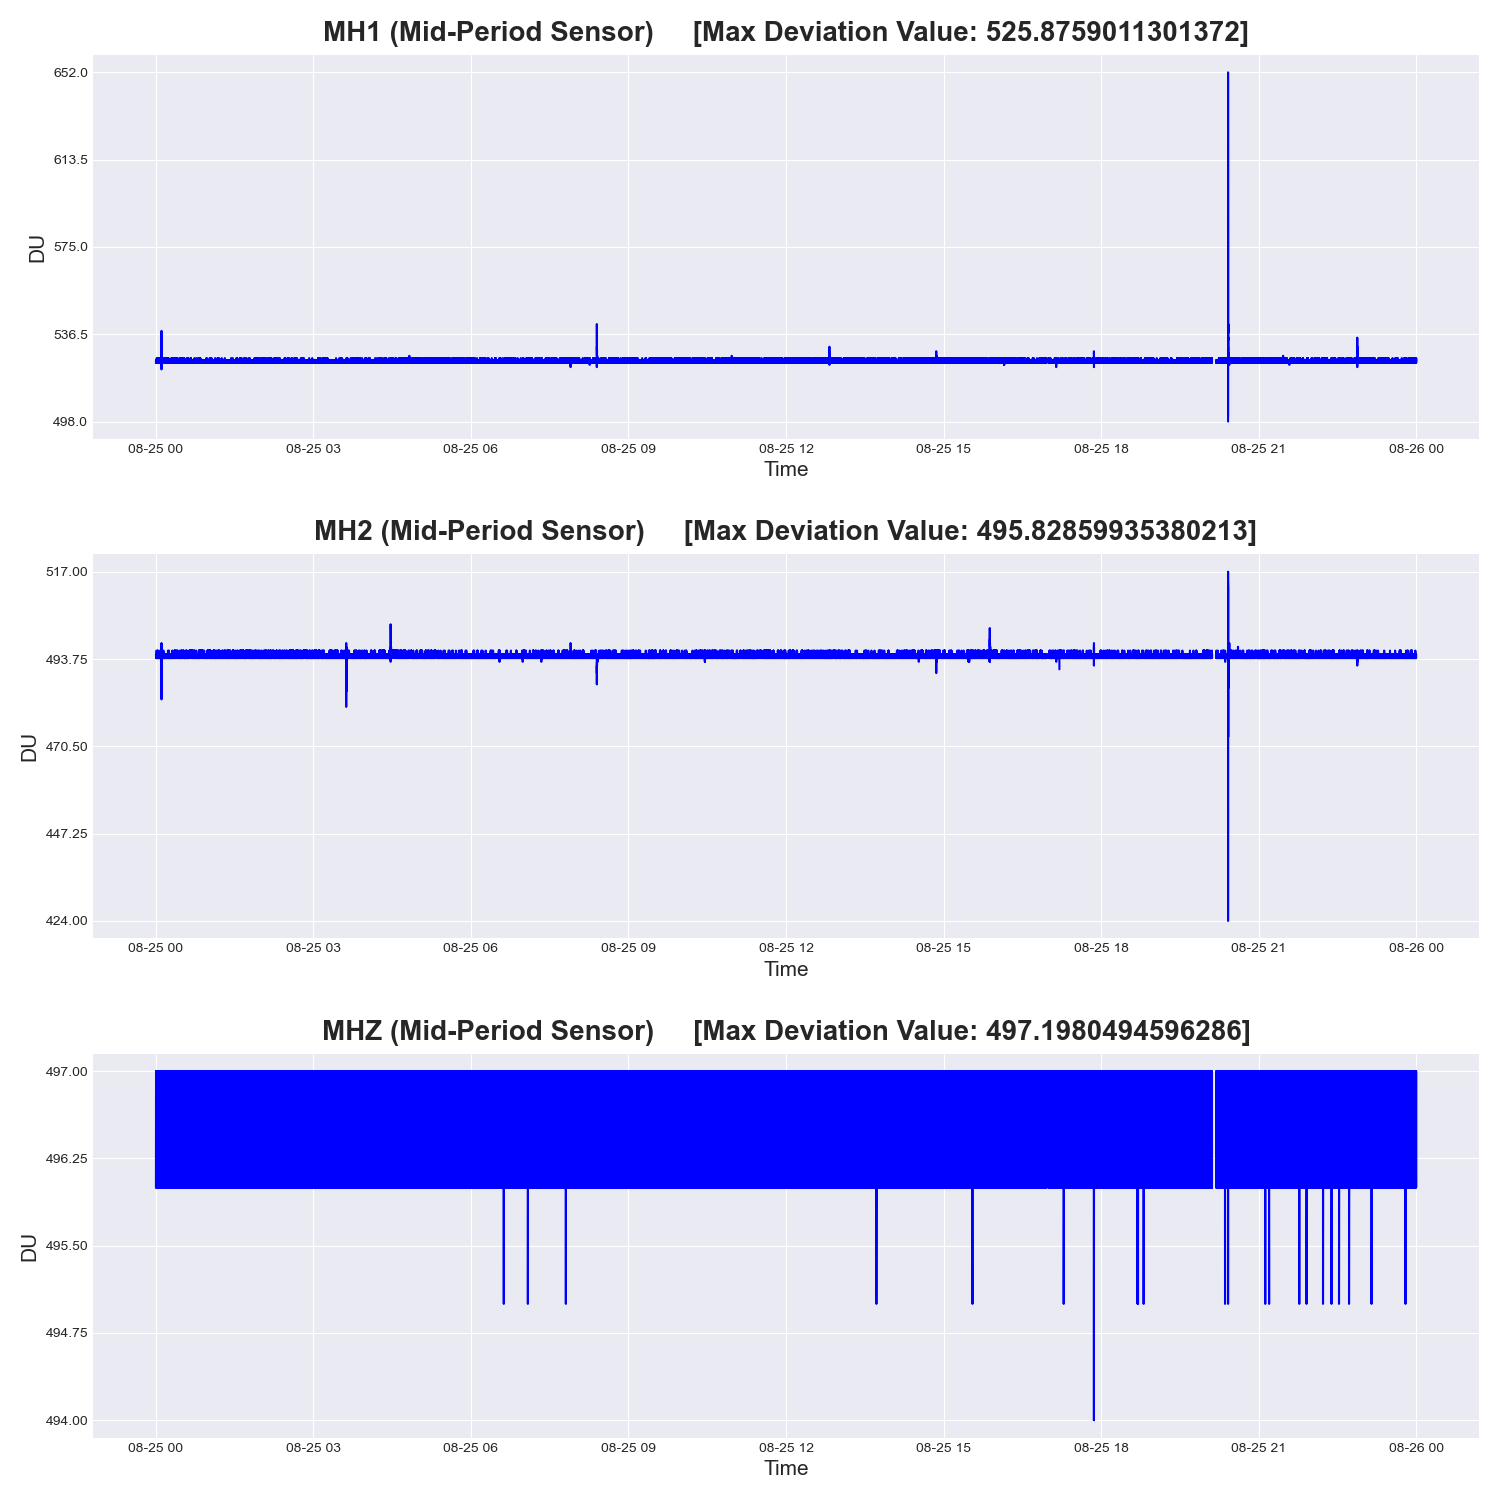 MH1 (Mid-Period Sensor) [Max Deviation Value: 525.8759011301372]
652.0
613.5
575.0
536.5
498.0
DU
08-25 00 08-25 03 08-25 06 08-25 09 08-25 12 08-25 15 08-25 18 08-25 21 08-26 00
Time
MH2 (Mid-Period Sensor) [Max Deviation Value: 495.82859935380213]
517.00
493.75
470.50
447.25
424.00
DU
08-25 00 08-25 03 08-25 06 08-25 09 08-25 12 08-25 15 08-25 18 08-25 21 08-26 00
Time
MHZ (Mid-Period Sensor) [Max Deviation Value: 497.1980494596286]
497.00
496.25
495.50
494.75
494.00
DU
08-25 00 08-25 03 08-25 06 08-25 09 08-25 12 08-25 15 08-25 18 08-25 21 08-26 00
Time